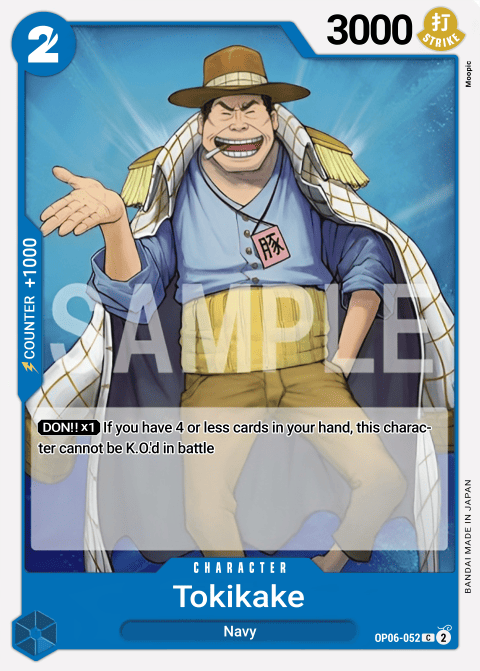 2
3000
打
STRIKE
Moopic
豚
COUNTER +1000
SAMPLE
DON!!x1 If you have 4 or less cards in your hand, this charac-
ter cannot be K.O.'d in battle
BANDAI MADE IN JAPAN
CHARACTER
Tokikake
Navy
OP06-052 C 2